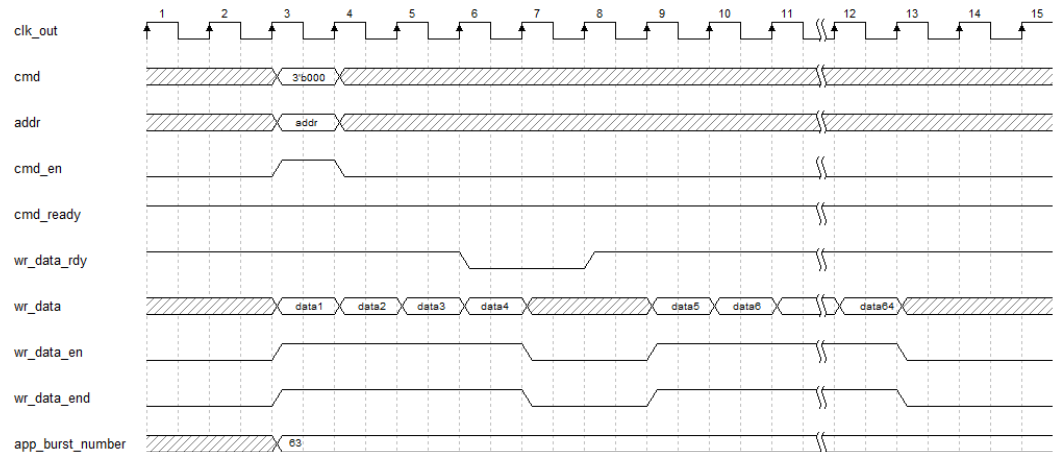 1 2 3 4 5 6 7 8 9 10 11 12 13 14 15
clk_out
cmd 3'b000
addr addr
cmd_en
cmd_ready
wr_data_rdy
wr_data data1 data2 data3 data4 data5 data6 data64
wr_data_en
wr_data_end
app_burst_number 63